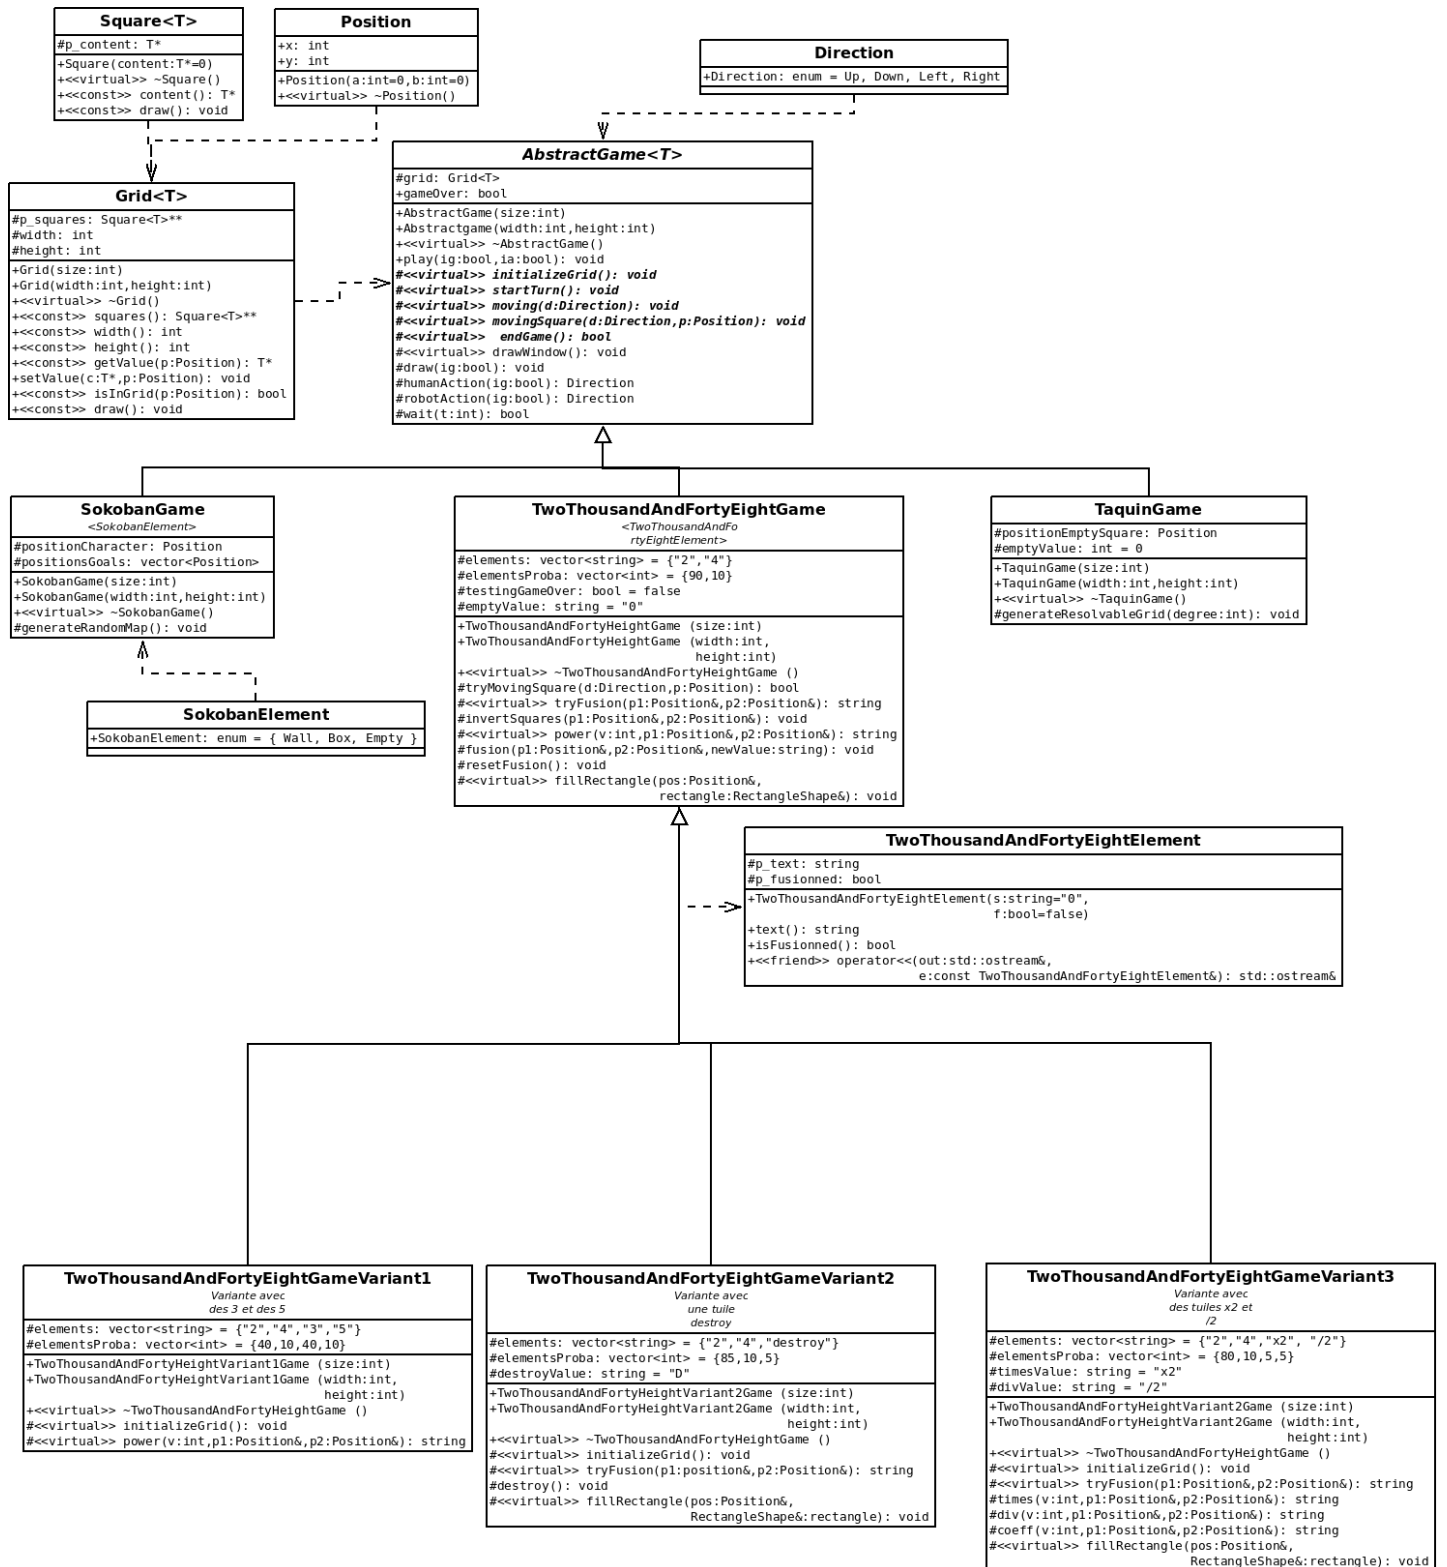 Square<T>
#p_content: T*
+Square(content:T*=0)
+<<virtual>> ~Square()
+<<const>> content(): T*
+<<const>> draw(): void
Position
+x: int
+y: int
+Position(a:int=0,b:int=0)
+<<virtual>> ~Position()
Direction
+Direction: enum = Up, Down, Left, Right
Grid<T>
#p_squares: Square<T>**
#width: int
#height: int
+Grid(size:int)
+Grid(width:int,height:int)
+<<virtual>> ~Grid()
+<<const>> squares(): Square<T>**
+<<const>> width(): int
+<<const>> height(): int
+<<const>> getValue(p:Position): T*
+setValue(c:T*,p:Position): void
+<<const>> isInGrid(p:Position): bool
+<<const>> draw(): void
AbstractGame<T>
#grid: Grid<T>
+gameOver: bool
+AbstractGame(size:int)
+Abstractgame(width:int,height:int)
+<<virtual>> ~AbstractGame()
+play(ig:bool,ia:bool): void
#<<virtual>> initializeGrid(): void
#<<virtual>> startTurn(): void
#<<virtual>> moving(d:Direction): void
#<<virtual>> movingSquare(d:Direction,p:Position): void
#<<virtual>>  endGame(): bool
#<<virtual>> drawWindow(): void
#draw(ig:bool): void
#humanAction(ig:bool): Direction
#robotAction(ig:bool): Direction
#wait(t:int): bool
SokobanGame
<SokobanElement>
#positionCharacter: Position
#positionsGoals: vector<Position>
+SokobanGame(size:int)
+SokobanGame(width:int,height:int)
+<<virtual>> ~SokobanGame()
#generateRandomMap(): void
TwoThousandAndFortyEightGame
<TwoThousandAndFo
rtyEightElement>
#elements: vector<string> = {"2","4"}
#elementsProba: vector<int> = {90,10}
#testingGameOver: bool = false
#emptyValue: string = "0"
+TwoThousandAndFortyHeightGame (size:int)
+TwoThousandAndFortyHeightGame (width:int,
height:int)
+<<virtual>> ~TwoThousandAndFortyHeightGame ()
#tryMovingSquare(d:Direction,p:Position): bool
#<<virtual>> tryFusion(p1:Position&,p2:Position&): string
#invertSquares(p1:Position&,p2:Position&): void
#<<virtual>> power(v:int,p1:Position&,p2:Position&): string
#fusion(p1:Position&,p2:Position&,newValue:string): void
#resetFusion(): void
#<<virtual>> fillRectangle(pos:Position&,
rectangle:RectangleShape&): void
TaquinGame
#positionEmptySquare: Position
#emptyValue: int = 0
+TaquinGame(size:int)
+TaquinGame(width:int,height:int)
+<<virtual>> ~TaquinGame()
#generateResolvableGrid(degree:int): void
SokobanElement
+SokobanElement: enum = { Wall, Box, Empty }
TwoThousandAndFortyEightElement
#p_text: string
#p_fusionned: bool
+TwoThousandAndFortyEightElement(s:string="0",
f:bool=false)
+text(): string
+isFusionned(): bool
+<<friend>> operator<<(out:std::ostream&,
e:const TwoThousandAndFortyEightElement&): std::ostream&
TwoThousandAndFortyEightGameVariant1
Variante avec
des 3 et des 5
#elements: vector<string> = {"2","4","3","5"}
#elementsProba: vector<int> = {40,10,40,10}
+TwoThousandAndFortyHeightVariant1Game (size:int)
+TwoThousandAndFortyHeightVariant1Game (width:int,
height:int)
+<<virtual>> ~TwoThousandAndFortyHeightGame ()
#<<virtual>> initializeGrid(): void
#<<virtual>> power(v:int,p1:Position&,p2:Position&): string
TwoThousandAndFortyEightGameVariant2
Variante avec
une tuile
destroy
#elements: vector<string> = {"2","4","destroy"}
#elementsProba: vector<int> = {85,10,5}
#destroyValue: string = "D"
+TwoThousandAndFortyHeightVariant2Game (size:int)
+TwoThousandAndFortyHeightVariant2Game (width:int,
height:int)
+<<virtual>> ~TwoThousandAndFortyHeightGame ()
#<<virtual>> initializeGrid(): void
#<<virtual>> tryFusion(p1:position&,p2:Position&): string
#destroy(): void
#<<virtual>> fillRectangle(pos:Position&,
RectangleShape&:rectangle): void
TwoThousandAndFortyEightGameVariant3
Variante avec
des tuiles x2 et
/2
#elements: vector<string> = {"2","4","x2", "/2"}
#elementsProba: vector<int> = {80,10,5,5}
#timesValue: string = "x2"
#divValue: string = "/2"
+TwoThousandAndFortyHeightVariant2Game (size:int)
+TwoThousandAndFortyHeightVariant2Game (width:int,
height:int)
+<<virtual>> ~TwoThousandAndFortyHeightGame ()
#<<virtual>> initializeGrid(): void
#<<virtual>> tryFusion(p1:Position&,p2:Position&): string
#times(v:int,p1:Position&,p2:Position&): string
#div(v:int,p1:Position&,p2:Position&): string
#coeff(v:int,p1:Position&,p2:Position&): string
#<<virtual>> fillRectangle(pos:Position&,
RectangleShape&:rectangle): void